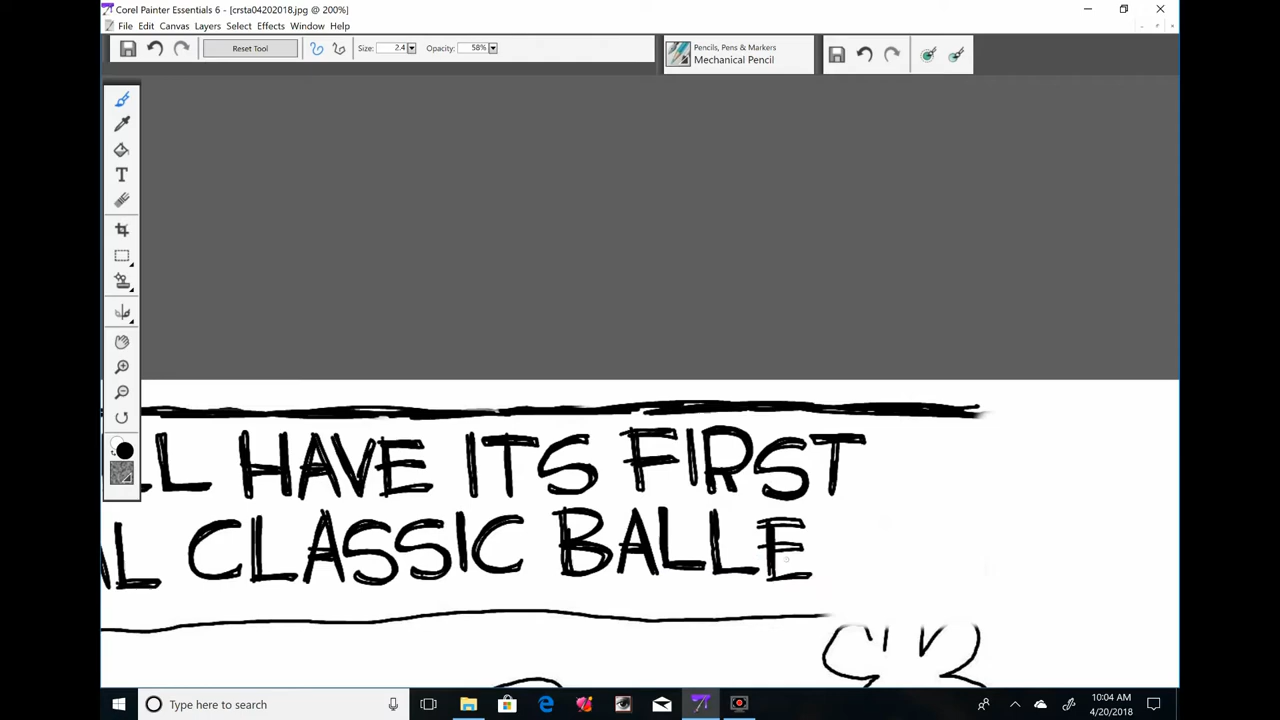 Corel Painter Essentials 6 - [crsta04202018.jpg @ 200%]
File Edit Canvas Layers Select Effects Window Help
Reset Tool Size: 2.4 Opacity: 58%
Pencils, Pens & Markers
Mechanical Pencil
LL HAVE ITS FIRST
AL CLASSIC BALLE
Type here to search
10:04 AM
4/20/2018